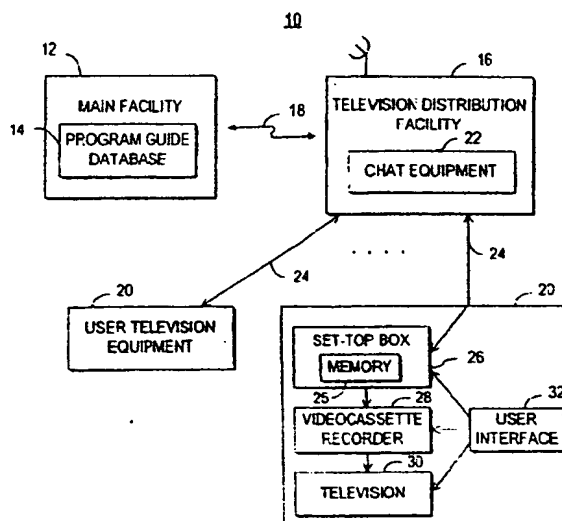 10
12
MAIN FACILITY
14
PROGRAM GUIDE
DATABASE
18
16
TELEVISION DISTRIBUTION
FACILITY
22
CHAT EQUIPMENT
24
24
20
USER TELEVISION
EQUIPMENT
20
SET-TOP BOX
MEMORY
25
26
28
VIDEOCASSETTE
RECORDER
32
USER
INTERFACE
30
TELEVISION